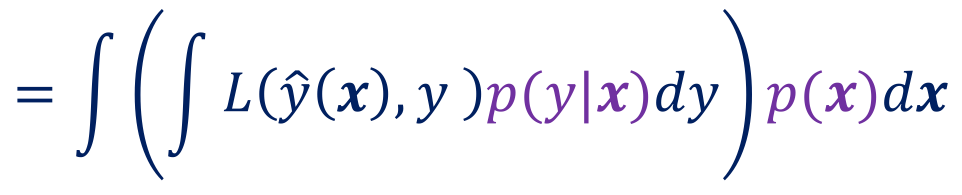 = ∫ ( ∫ L(ŷ(𝒙), y )p(y|𝒙)dy ) p(𝒙)d𝒙